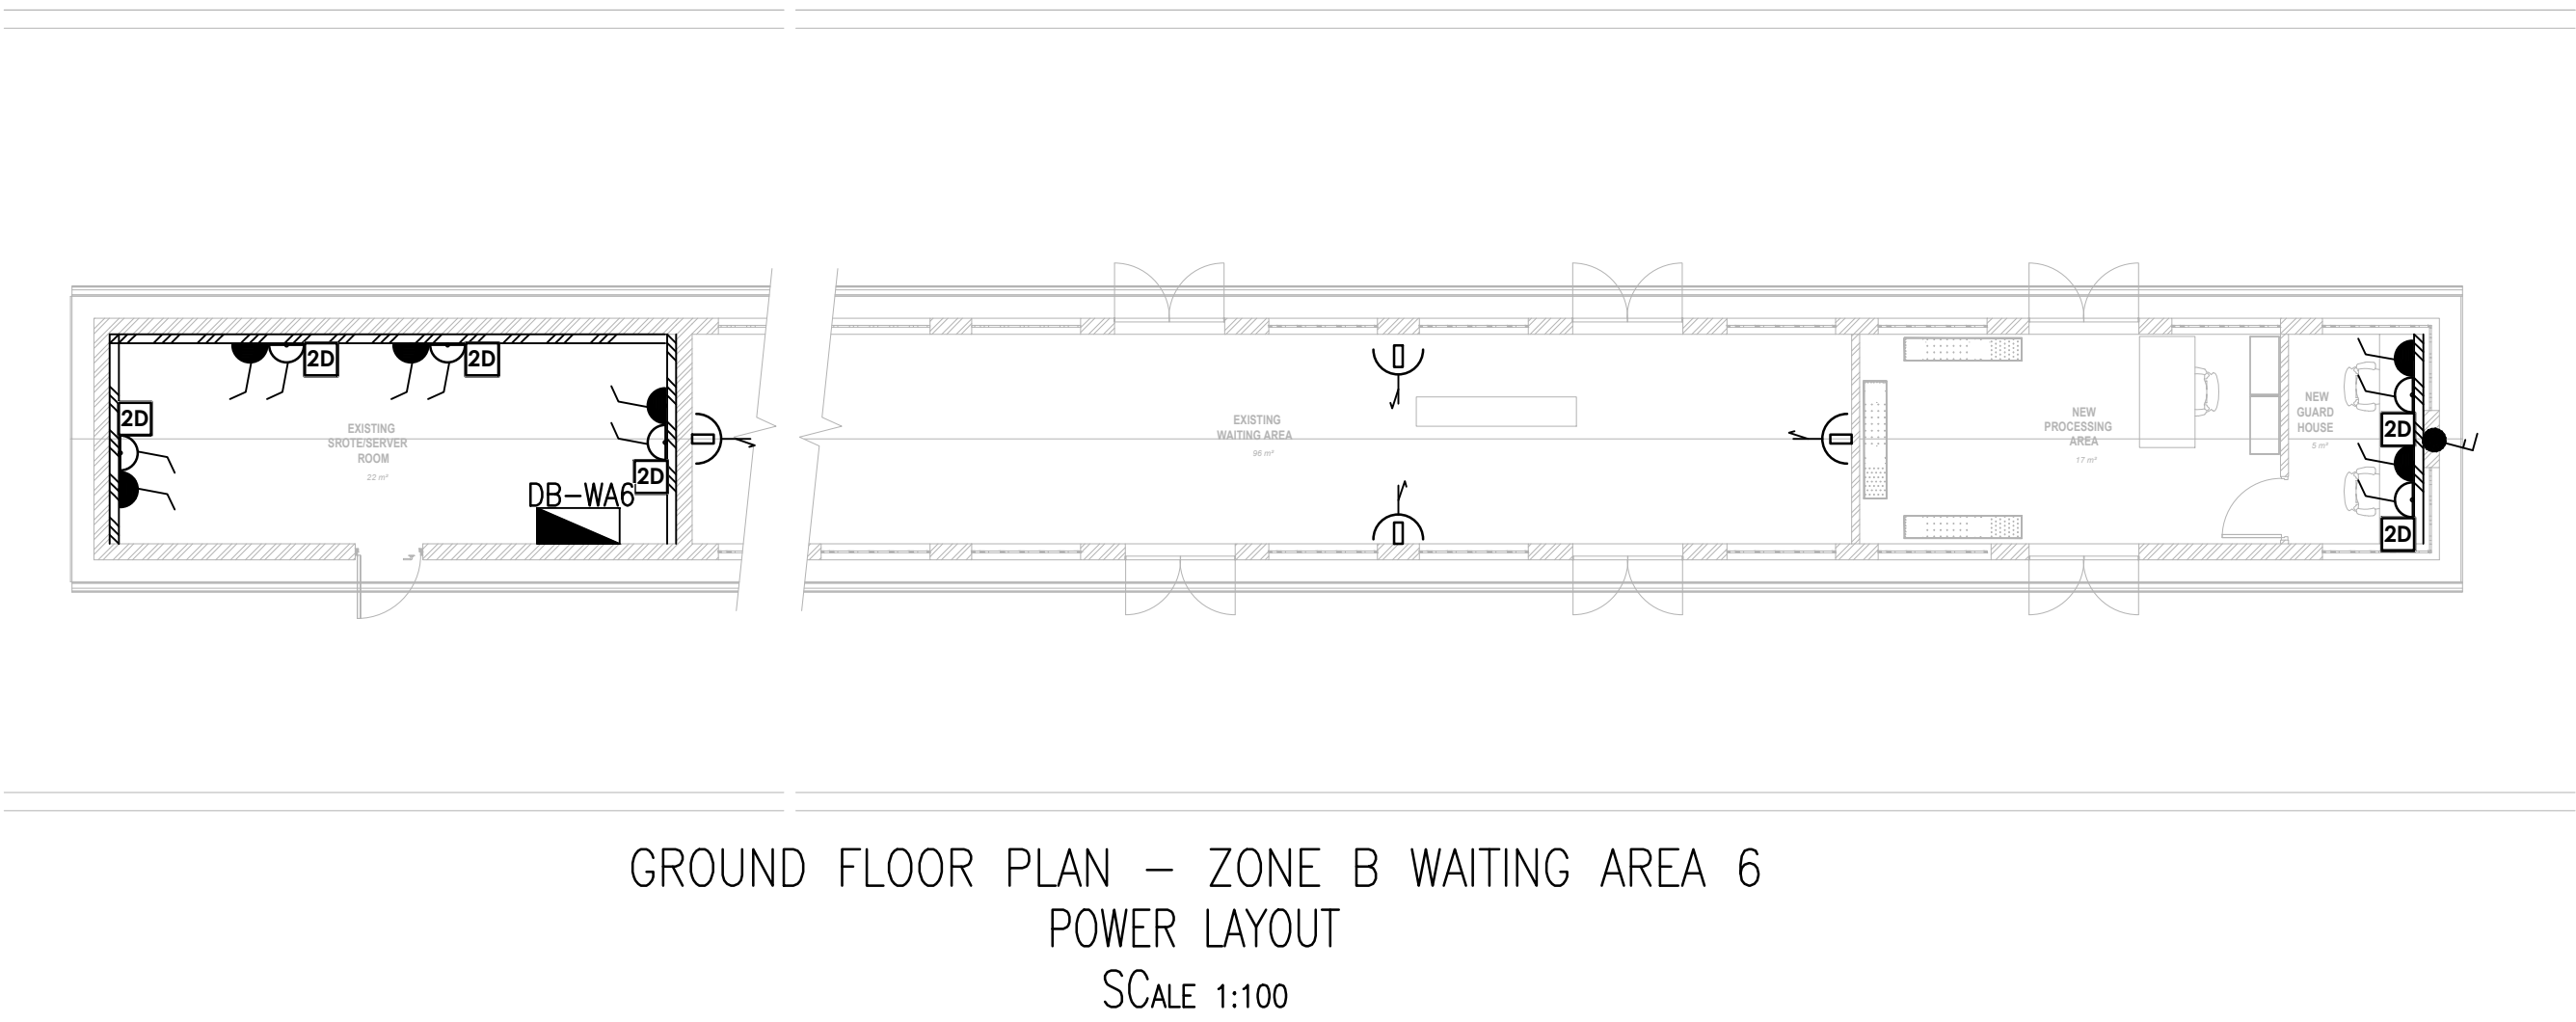 2D
2D
2D
2D
DB-WA6
EXISTING
SROTE/SERVER
ROOM
22 m²
EXISTING
WAITING AREA
96 m²
NEW
PROCESSING
AREA
17 m²
NEW
GUARD
HOUSE
5 m²
2D
2D
GROUND FLOOR PLAN - ZONE B WAITING AREA 6
POWER LAYOUT
SCALE 1:100